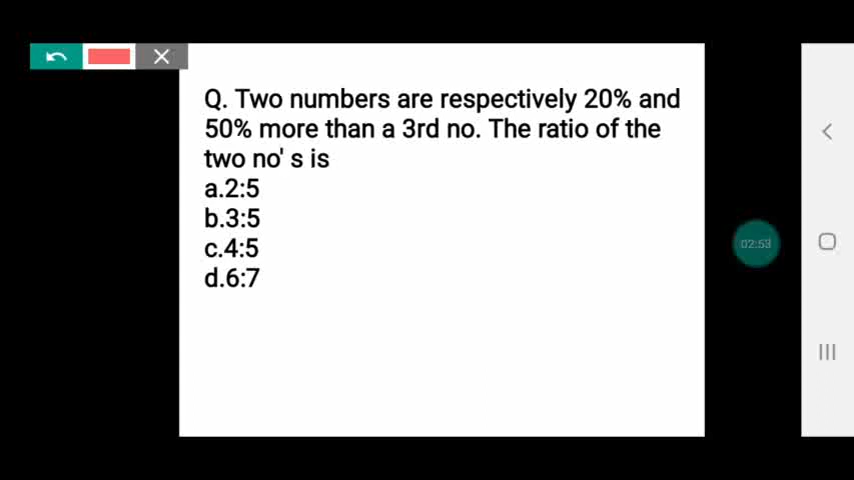 Q. Two numbers are respectively 20% and
50% more than a 3rd no. The ratio of the
two no' s is
a.2:5
b.3:5
c.4:5
d.6:7
02:53